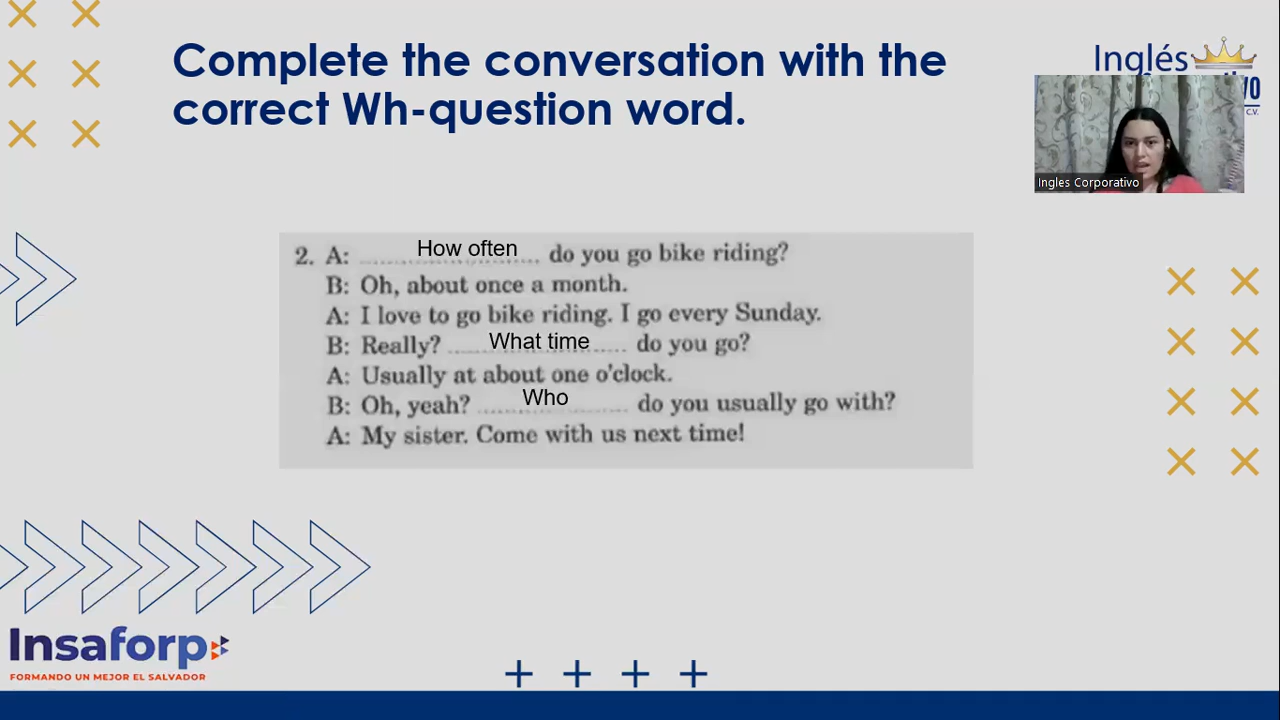 Complete the conversation with the
correct Wh-question word.
Inglés
C.V.
Ingles Corporativo
2. A: How often do you go bike riding?
B: Oh, about once a month.
A: I love to go bike riding. I go every Sunday.
B: Really? What time do you go?
A: Usually at about one o'clock.
B: Oh, yeah? Who do you usually go with?
A: My sister. Come with us next time!
Insaforp
FORMANDO UN MEJOR EL SALVADOR